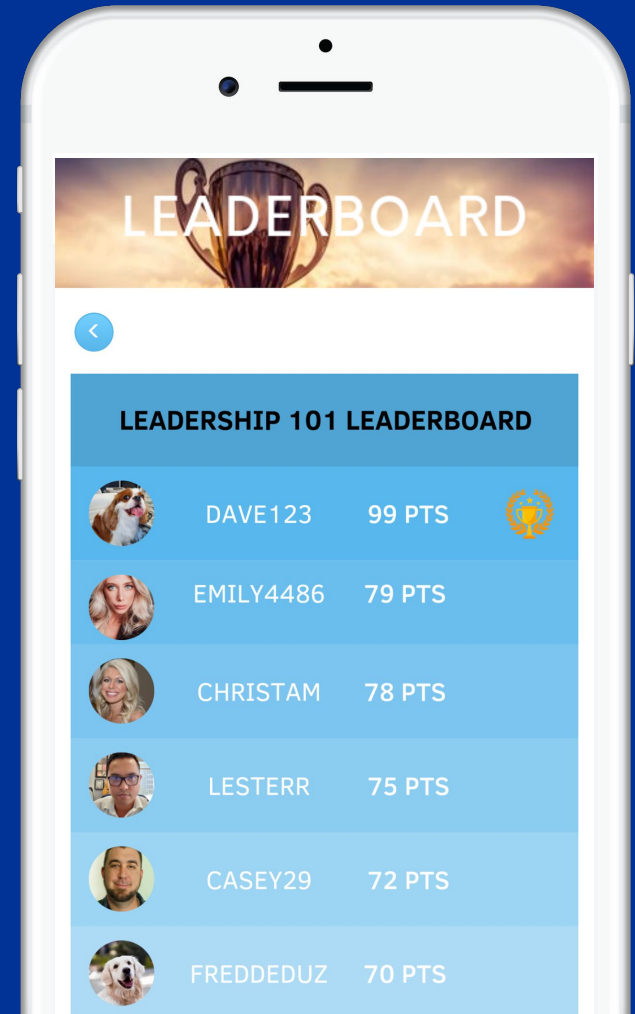 LEADERBOARD
LEADERSHIP 101 LEADERBOARD
DAVE123 99 PTS
EMILY4486 79 PTS
CHRISTAM 78 PTS
LESTERR 75 PTS
CASEY29 72 PTS
FREDDEDUZ 70 PTS